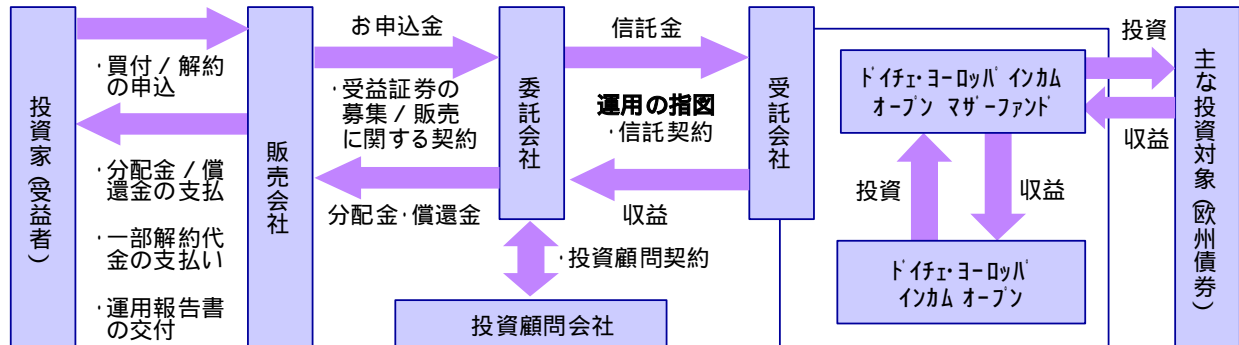 投資家(受益者)
・買付 / 解約
の申込
・分配金 / 償
還金の支払
・一部解約代
金の支払い
・運用報告書
の交付
販売会社
お申込金
・受益証券の
募集 / 販売
に関する契約
分配金・償還金
委託会社
信託金
運用の指図
・信託契約
収益
・投資顧問契約
投資顧問会社
受託会社
ﾄﾞｲﾁｪ・ﾖｰﾛｯﾊﾟ ｲﾝｶﾑ
ｵｰﾌﾟﾝ ﾏｻﾞｰﾌｧﾝﾄﾞ
投資
収益
ﾄﾞｲﾁｪ・ﾖｰﾛｯﾊﾟ
ｲﾝｶﾑ ｵｰﾌﾟﾝ
投資
収益
主な投資対象(欧州債券)